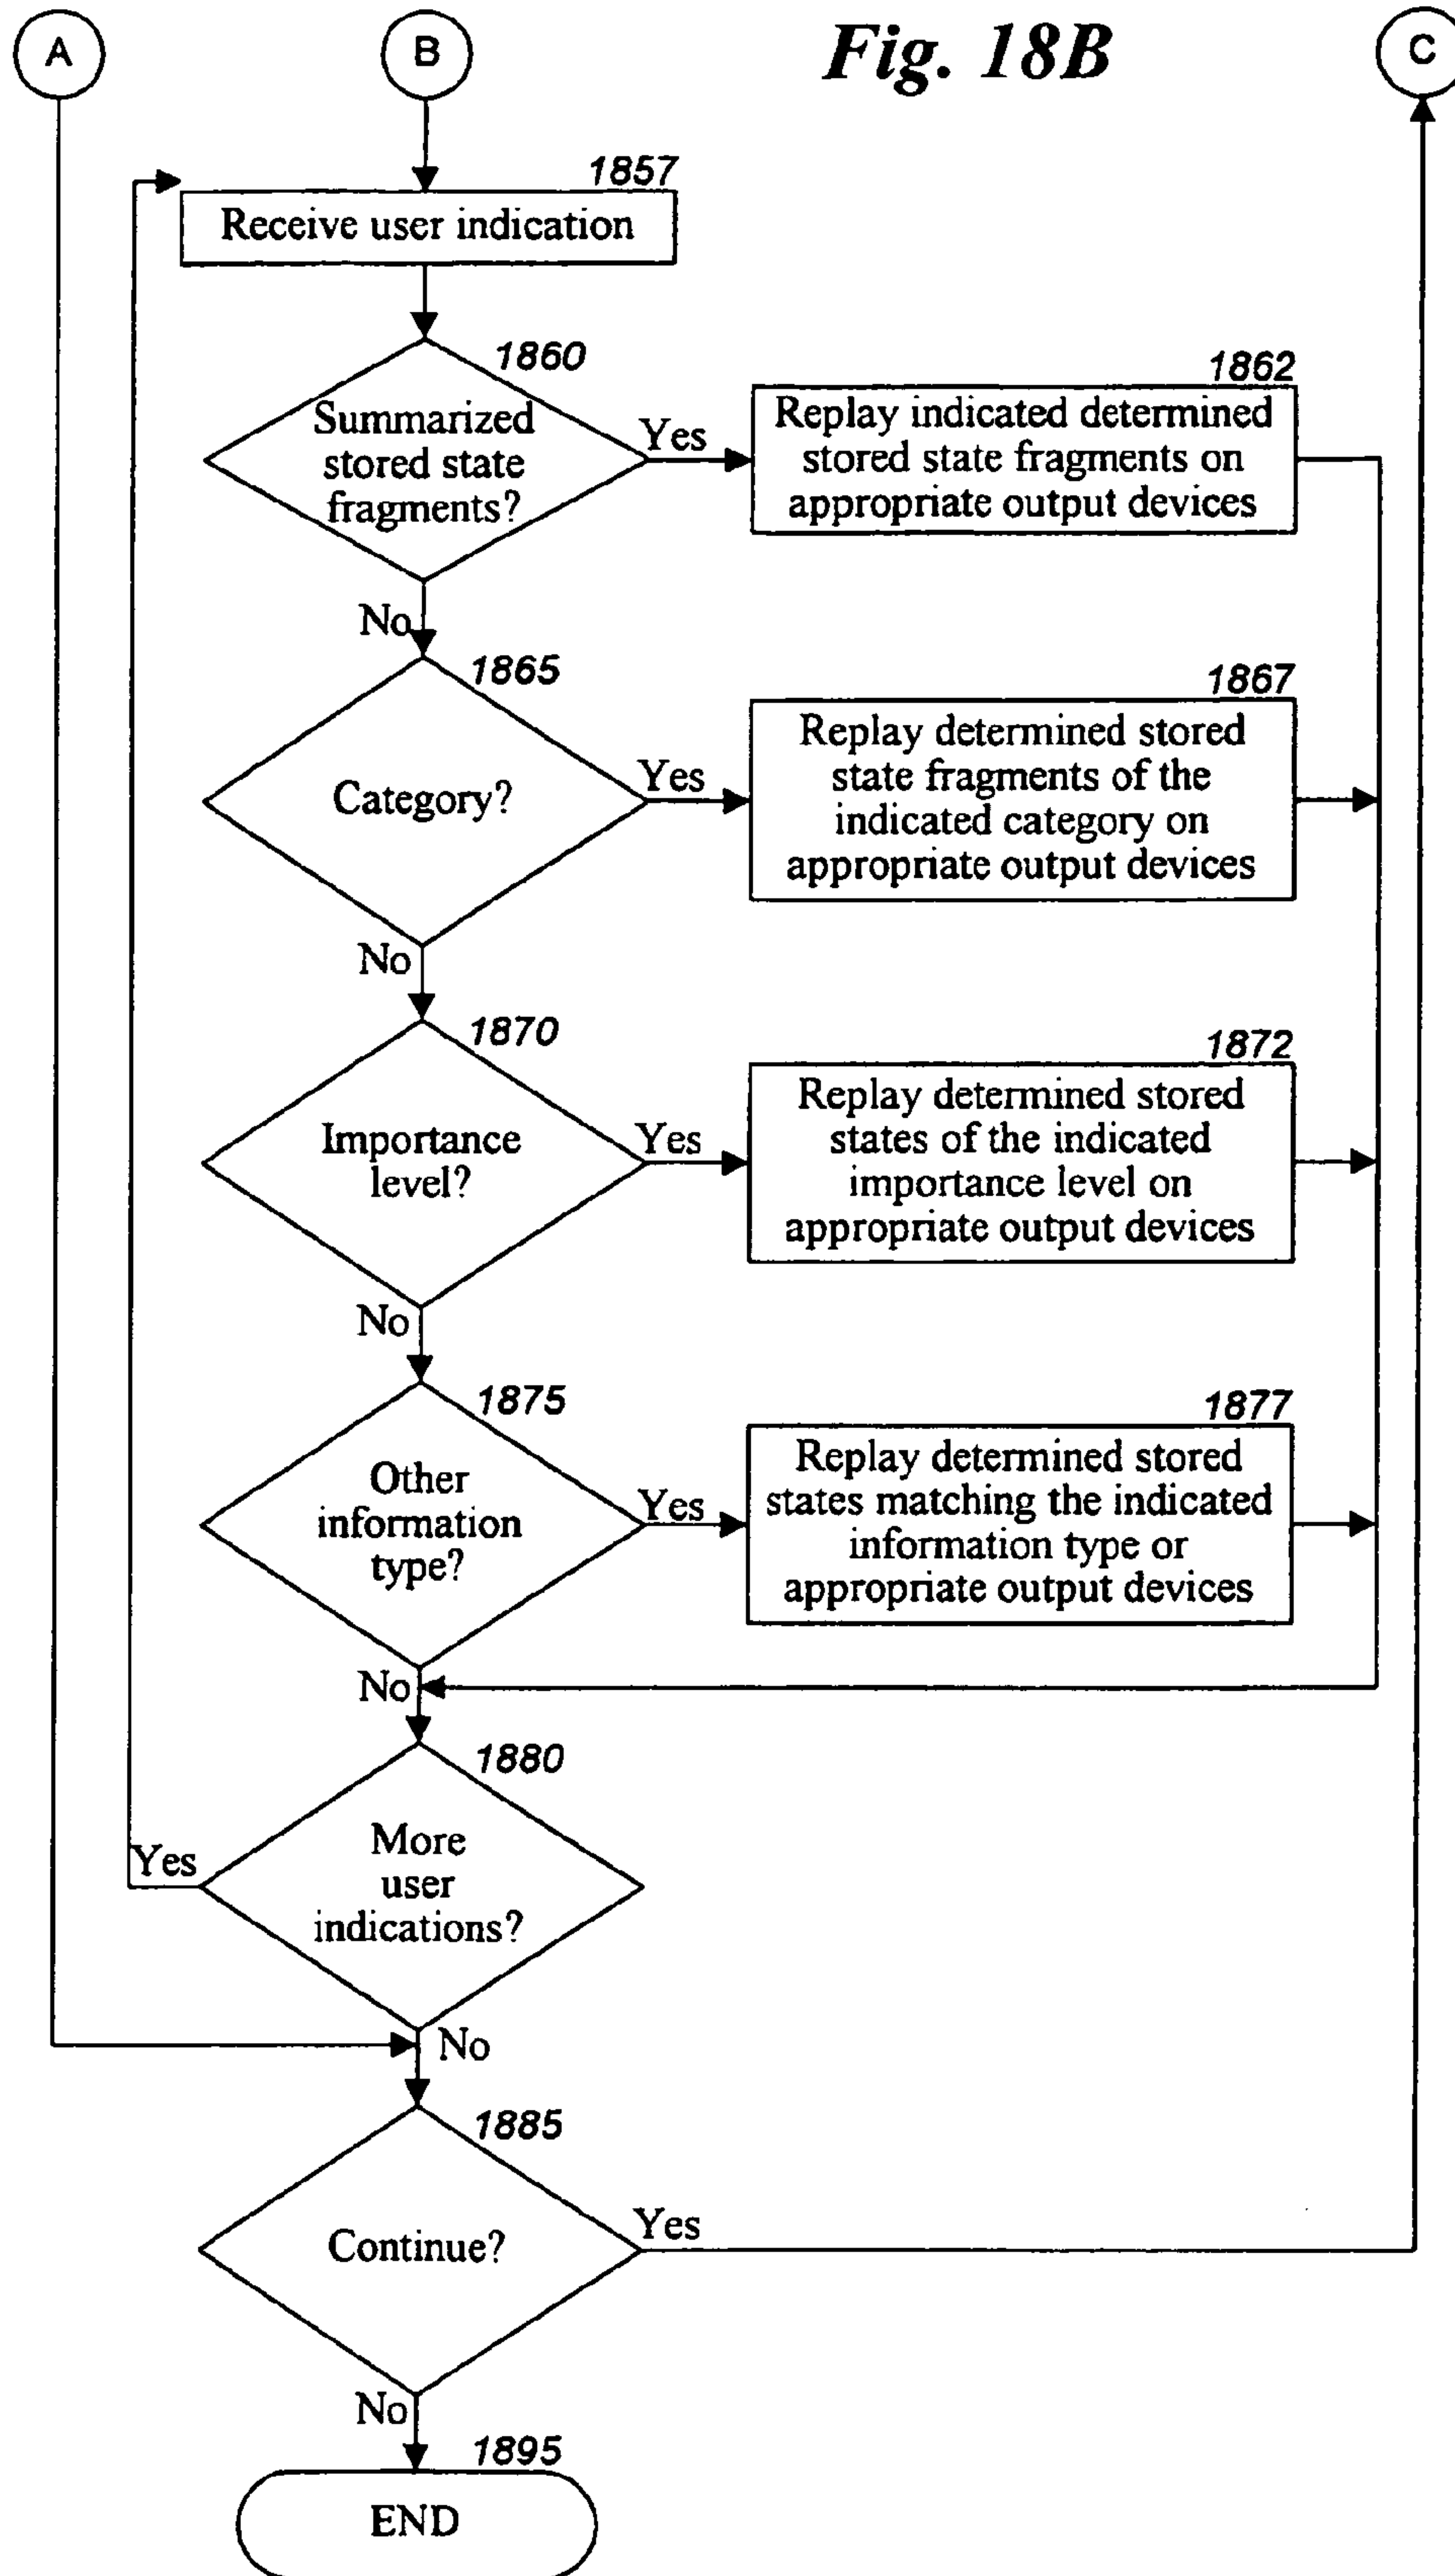 A
B
Fig. 18B
C
1857
Receive user indication
1860
Summarized
stored state
fragments?
Yes
1862
Replay indicated determined
stored state fragments on
appropriate output devices
No
1865
Category?
Yes
1867
Replay determined stored
state fragments of the
indicated category on
appropriate output devices
No
1870
Importance
level?
Yes
1872
Replay determined stored
states of the indicated
importance level on
appropriate output devices
No
1875
Other
information
type?
Yes
1877
Replay determined stored
states matching the indicated
information type or
appropriate output devices
No
1880
More
user
indications?
Yes
No
1885
Continue?
Yes
No
1895
END